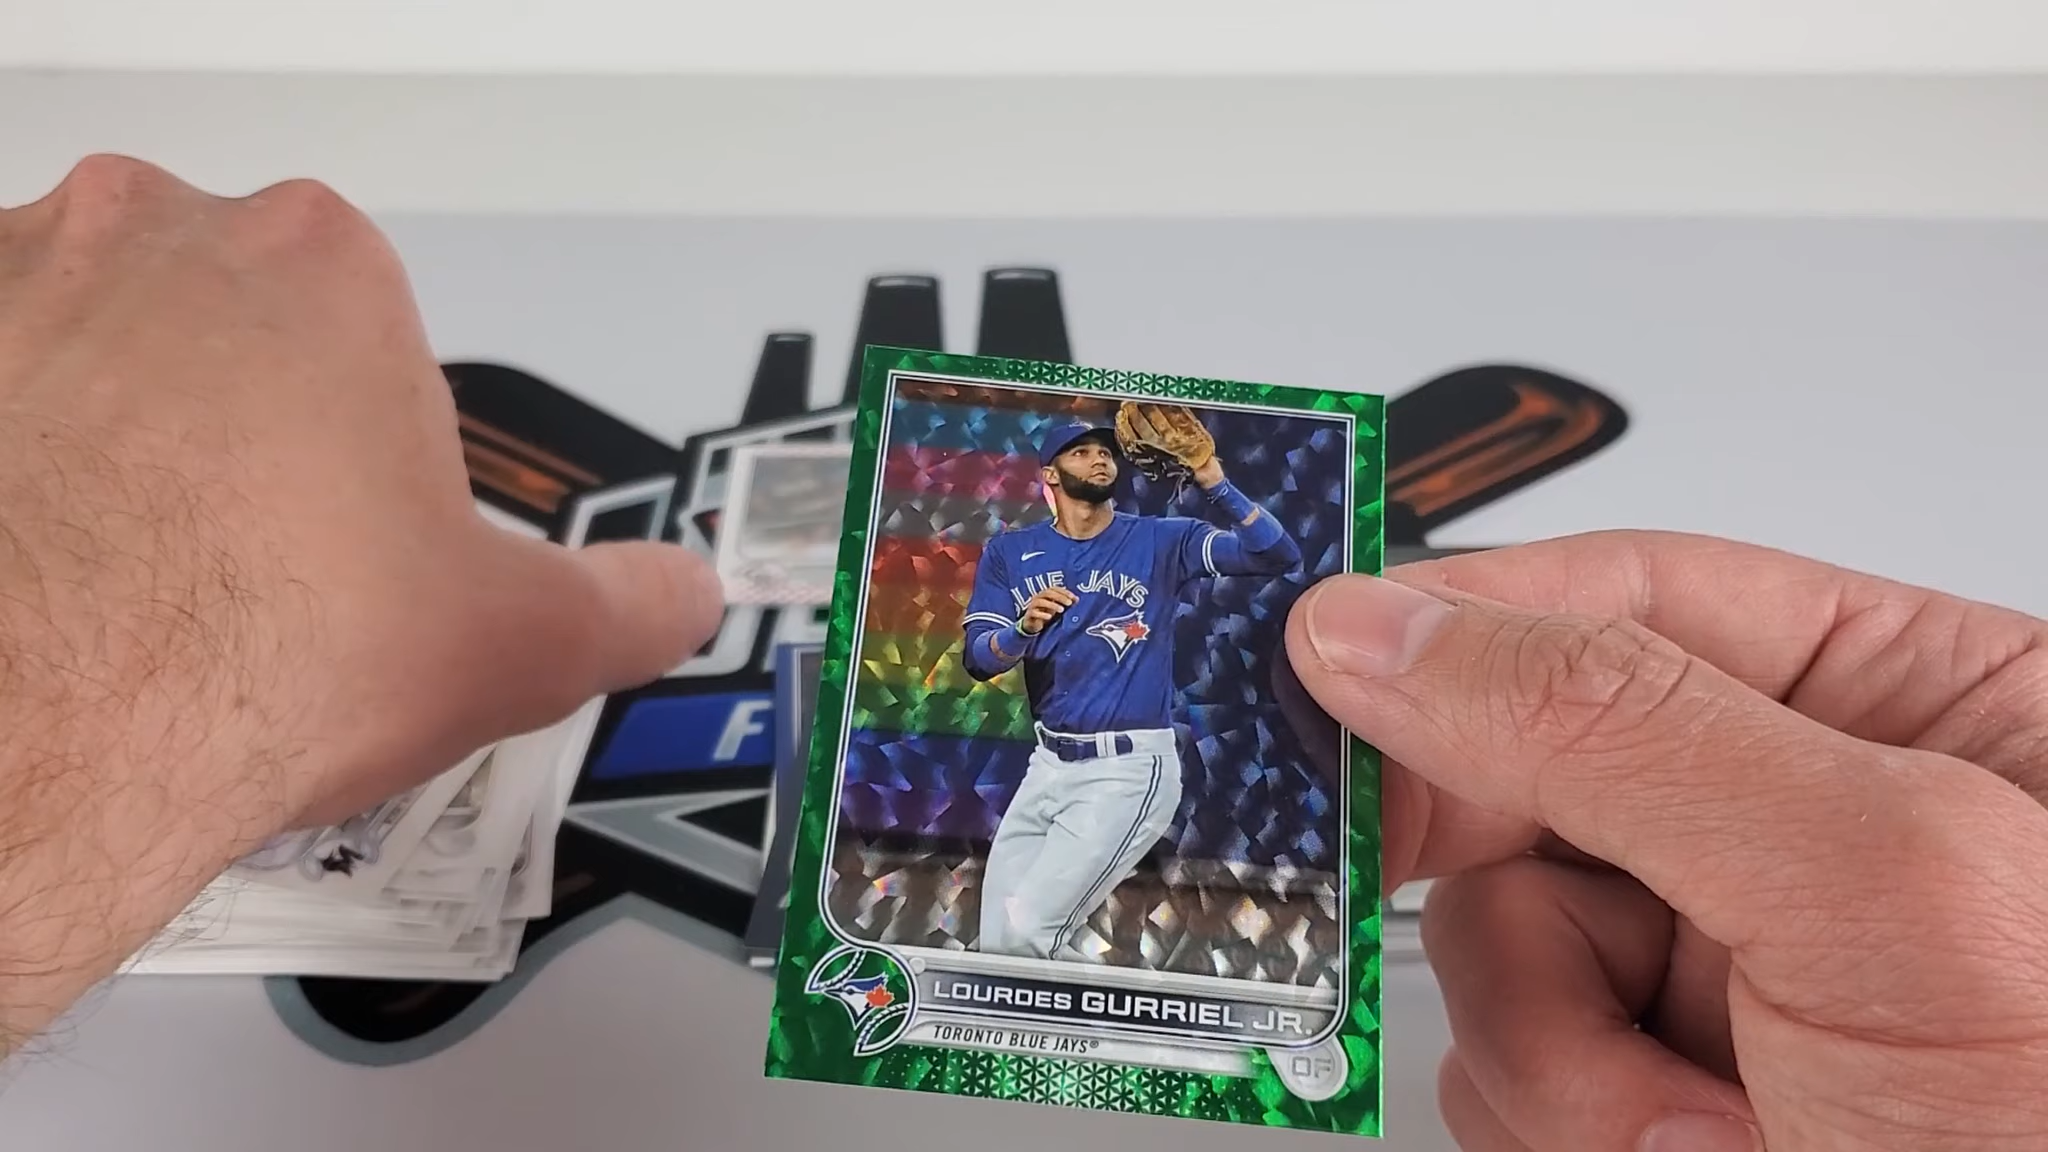 BLUE JAYS
LOURDES GURRIEL JR.
TORONTO BLUE JAYS®
OF
F